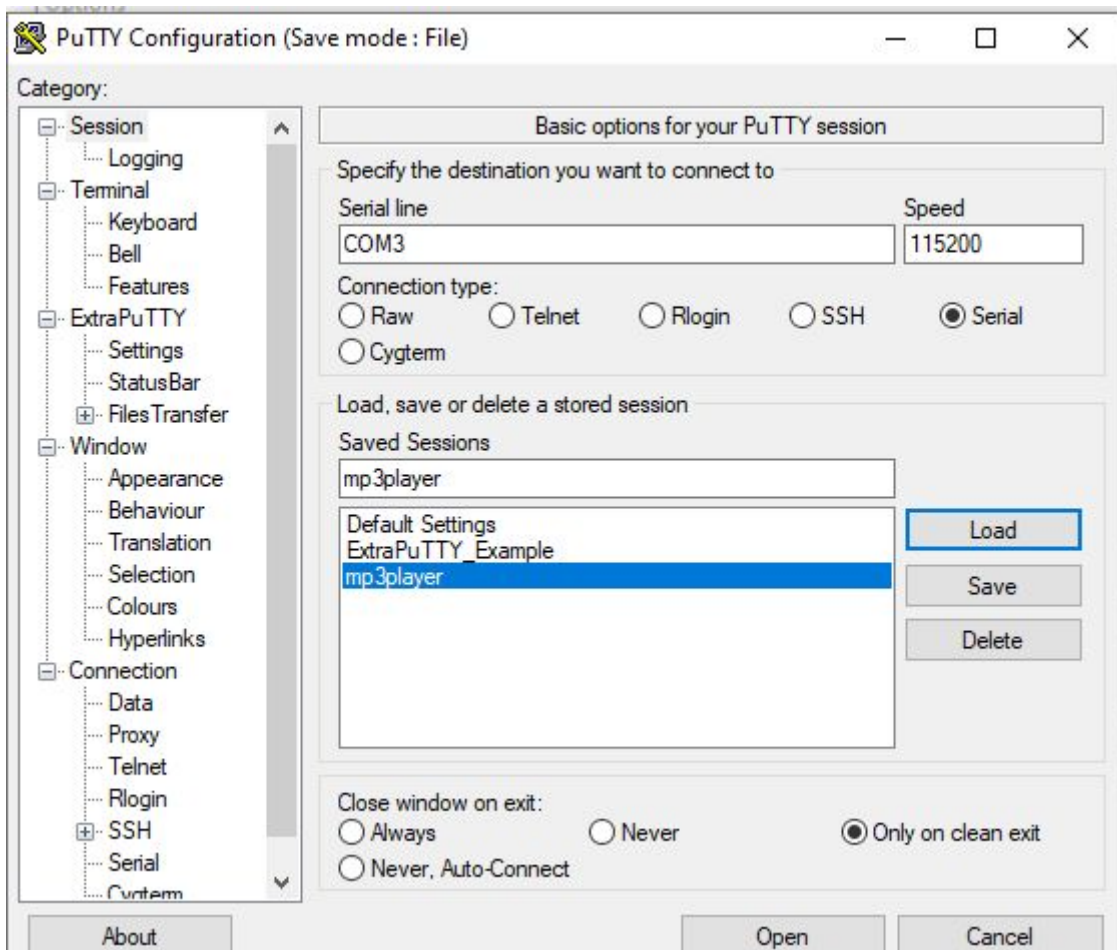 PuTTY Configuration (Save mode : File)
Category:
Session
Logging
Terminal
Keyboard
Bell
Features
ExtraPuTTY
Settings
StatusBar
FilesTransfer
Window
Appearance
Behaviour
Translation
Selection
Colours
Hyperlinks
Connection
Data
Proxy
Telnet
Rlogin
SSH
Serial
Cygterm
Basic options for your PuTTY session
Specify the destination you want to connect to
Serial line Speed
COM3 115200
Connection type:
Raw Telnet Rlogin SSH Serial
Cygterm
Load, save or delete a stored session
Saved Sessions
mp3player
Default Settings
ExtraPuTTY_Example
mp3player
Load
Save
Delete
Close window on exit:
Always Never Only on clean exit
Never, Auto-Connect
About Open Cancel